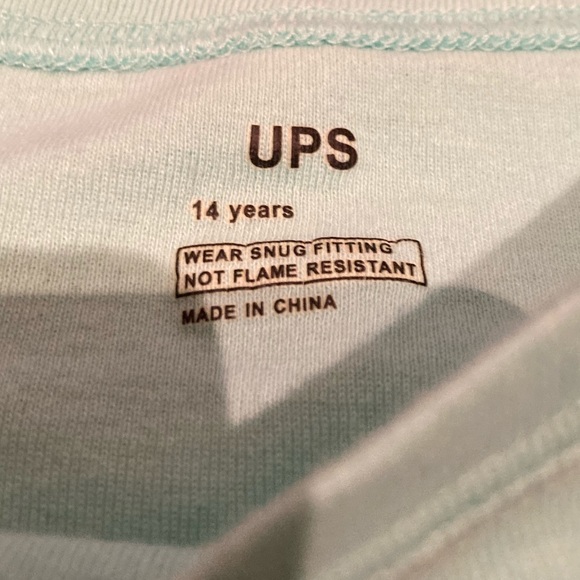 UPS
14 years
WEAR SNUG FITTING
NOT FLAME RESISTANT
MADE IN CHINA